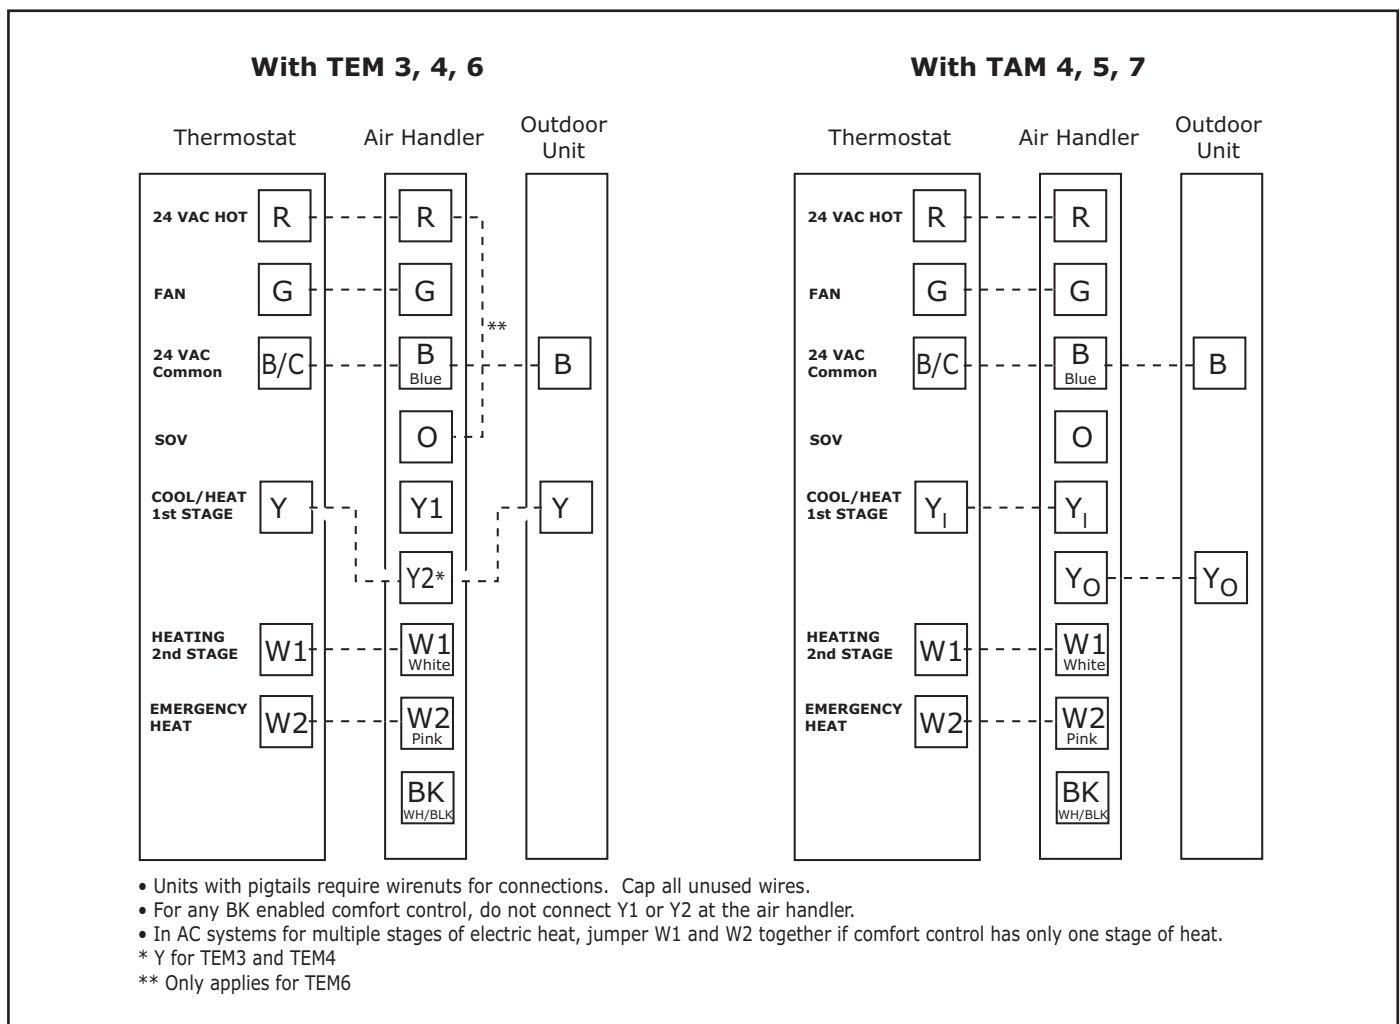 With TEM 3, 4, 6
Thermostat
Air Handler
Outdoor
Unit
24 VAC HOT
R
R
FAN
G
G
**
24 VAC
Common
B/C
B
Blue
B
SOV
O
COOL/HEAT
1st STAGE
Y
Y1
Y
Y2*
HEATING
2nd STAGE
W1
W1
White
EMERGENCY
HEAT
W2
W2
Pink
BK
WH/BLK
With TAM 4, 5, 7
Thermostat
Air Handler
Outdoor
Unit
24 VAC HOT
R
R
FAN
G
G
24 VAC
Common
B/C
B
Blue
B
SOV
O
COOL/HEAT
1st STAGE
YI
YI
YO
YO
HEATING
2nd STAGE
W1
W1
White
EMERGENCY
HEAT
W2
W2
Pink
BK
WH/BLK
• Units with pigtails require wirenuts for connections. Cap all unused wires.
• For any BK enabled comfort control, do not connect Y1 or Y2 at the air handler.
• In AC systems for multiple stages of electric heat, jumper W1 and W2 together if comfort control has only one stage of heat.
* Y for TEM3 and TEM4
** Only applies for TEM6